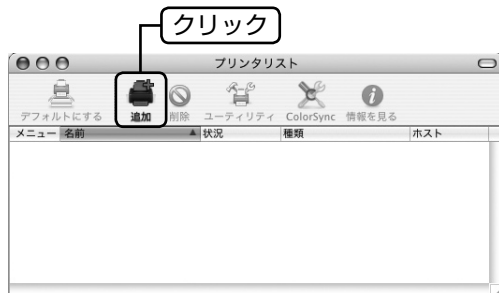 クリック
プリンタリスト
デフォルトにする 追加 削除 ユーティリティ ColorSync 情報を見る
メニュー 名前 状況 種類 ホスト